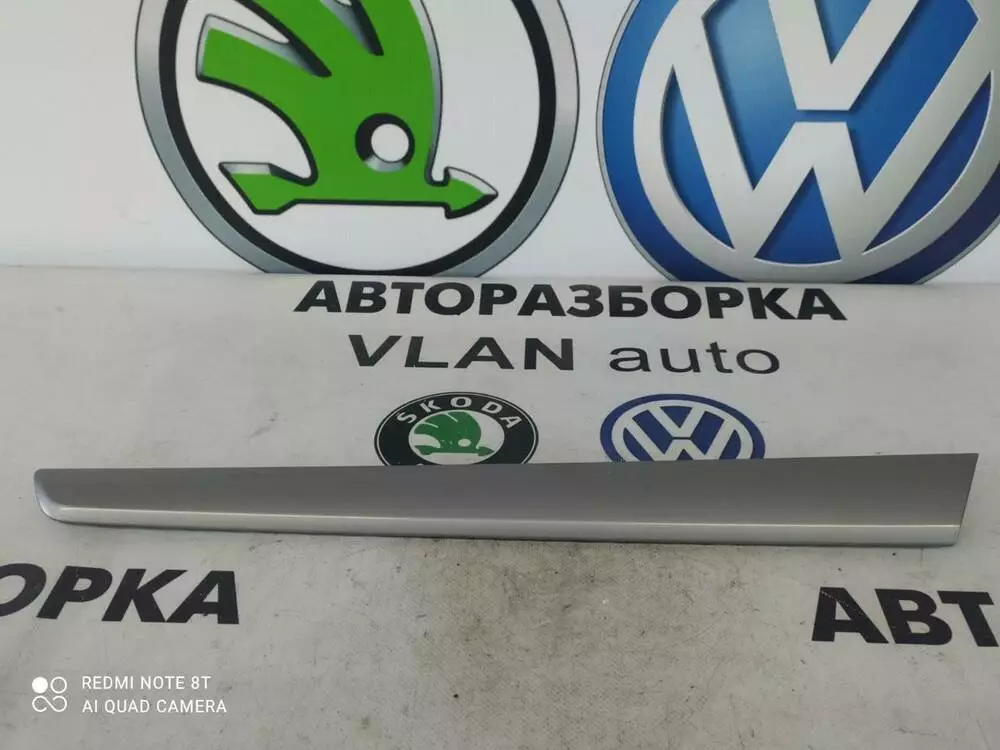 АВТОРАЗБОРКА
VLAN auto
SKODA
ОРКА
АВТ
REDMI NOTE 8T
AI QUAD CAMERA